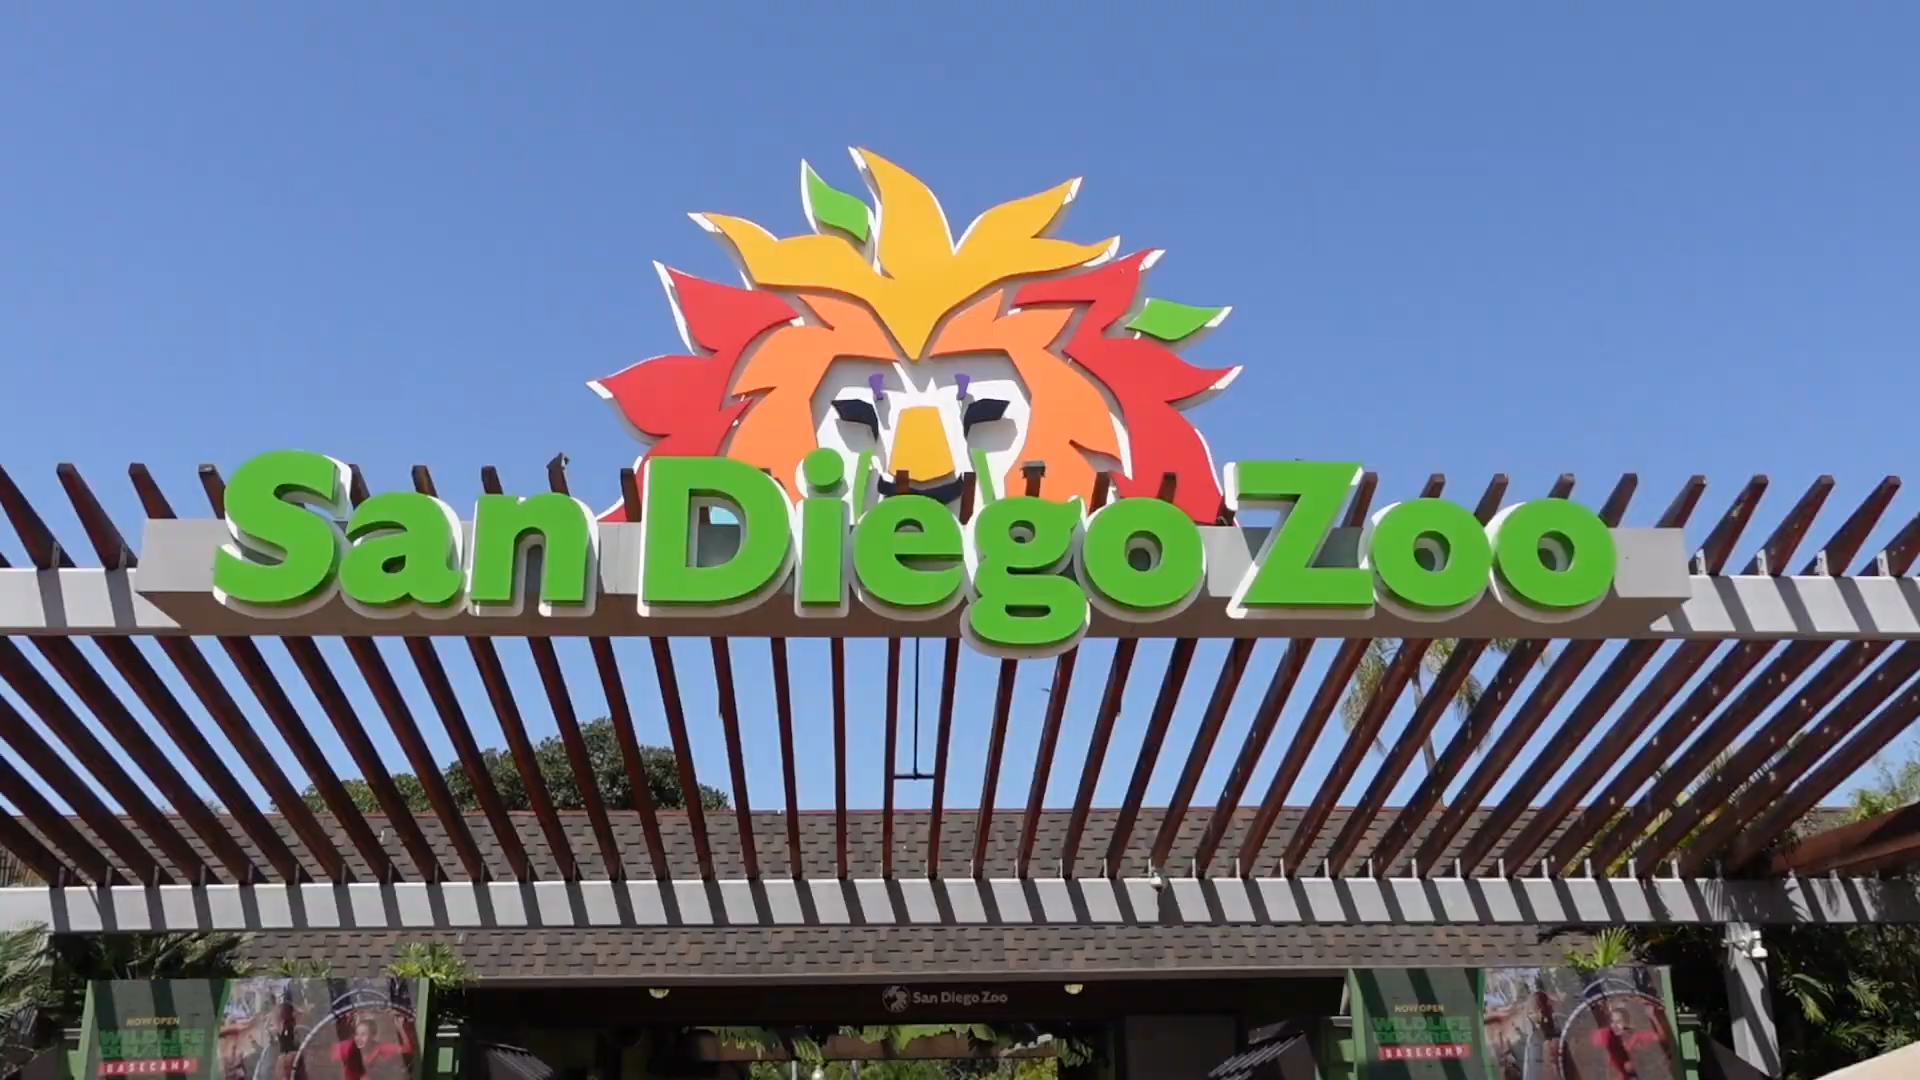 San Diego Zoo
San Diego Zoo
NOW OPEN
WILDLIFE
EXPLORERS
BASECAMP
NOW OPEN
WILDLIFE
EXPLORERS
BASECAMP